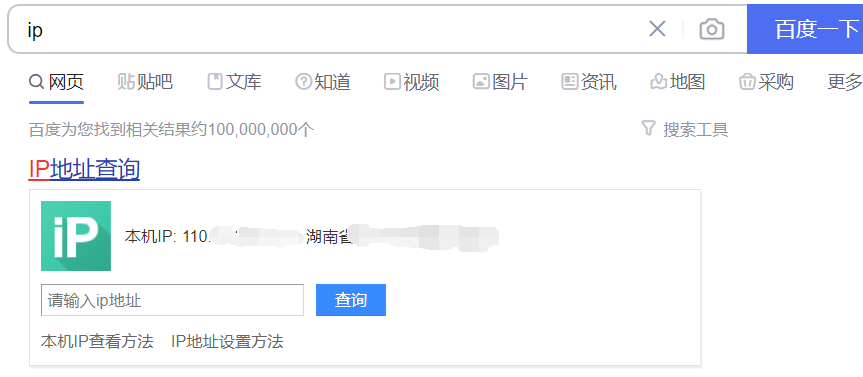 ip 百度一下
网页 贴吧 文库 知道 视频 图片 资讯 地图 采购 更多
百度为您找到相关结果约100,000,000个 搜索工具
IP地址查询
iP 本机IP: 110. 湖南省
请输入ip地址 查询
本机IP查看方法 IP地址设置方法